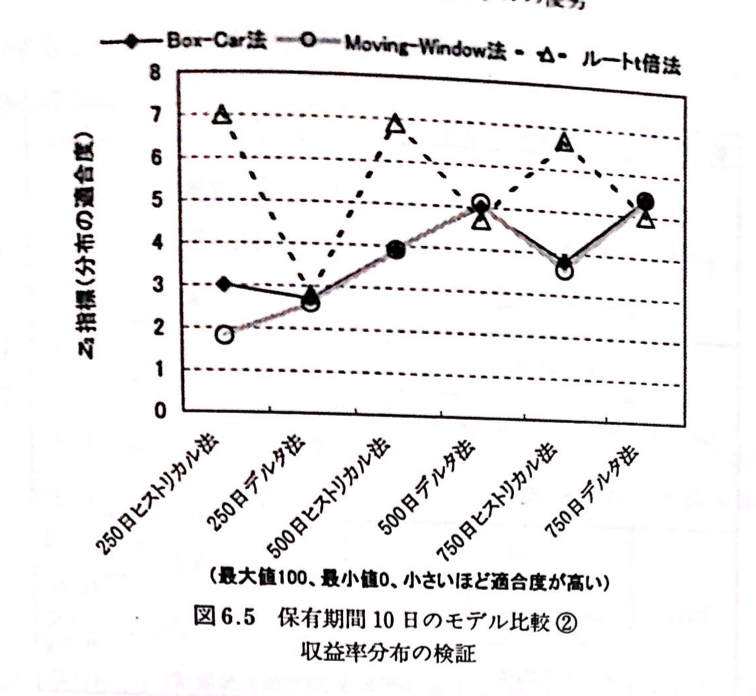 Box-Car法 Moving-Window法 ルートt倍法
8
7
6
5
4
3
2
1
0
Z₁指標(分布の適合度)
250日ヒストリカル法
250日デルタ法
500日ヒストリカル法
500日デルタ法
750日ヒストリカル法
750日デルタ法
(最大値100、最小値0、小さいほど適合度が高い)
図6.5 保有期間10日のモデル比較②
収益率分布の検証